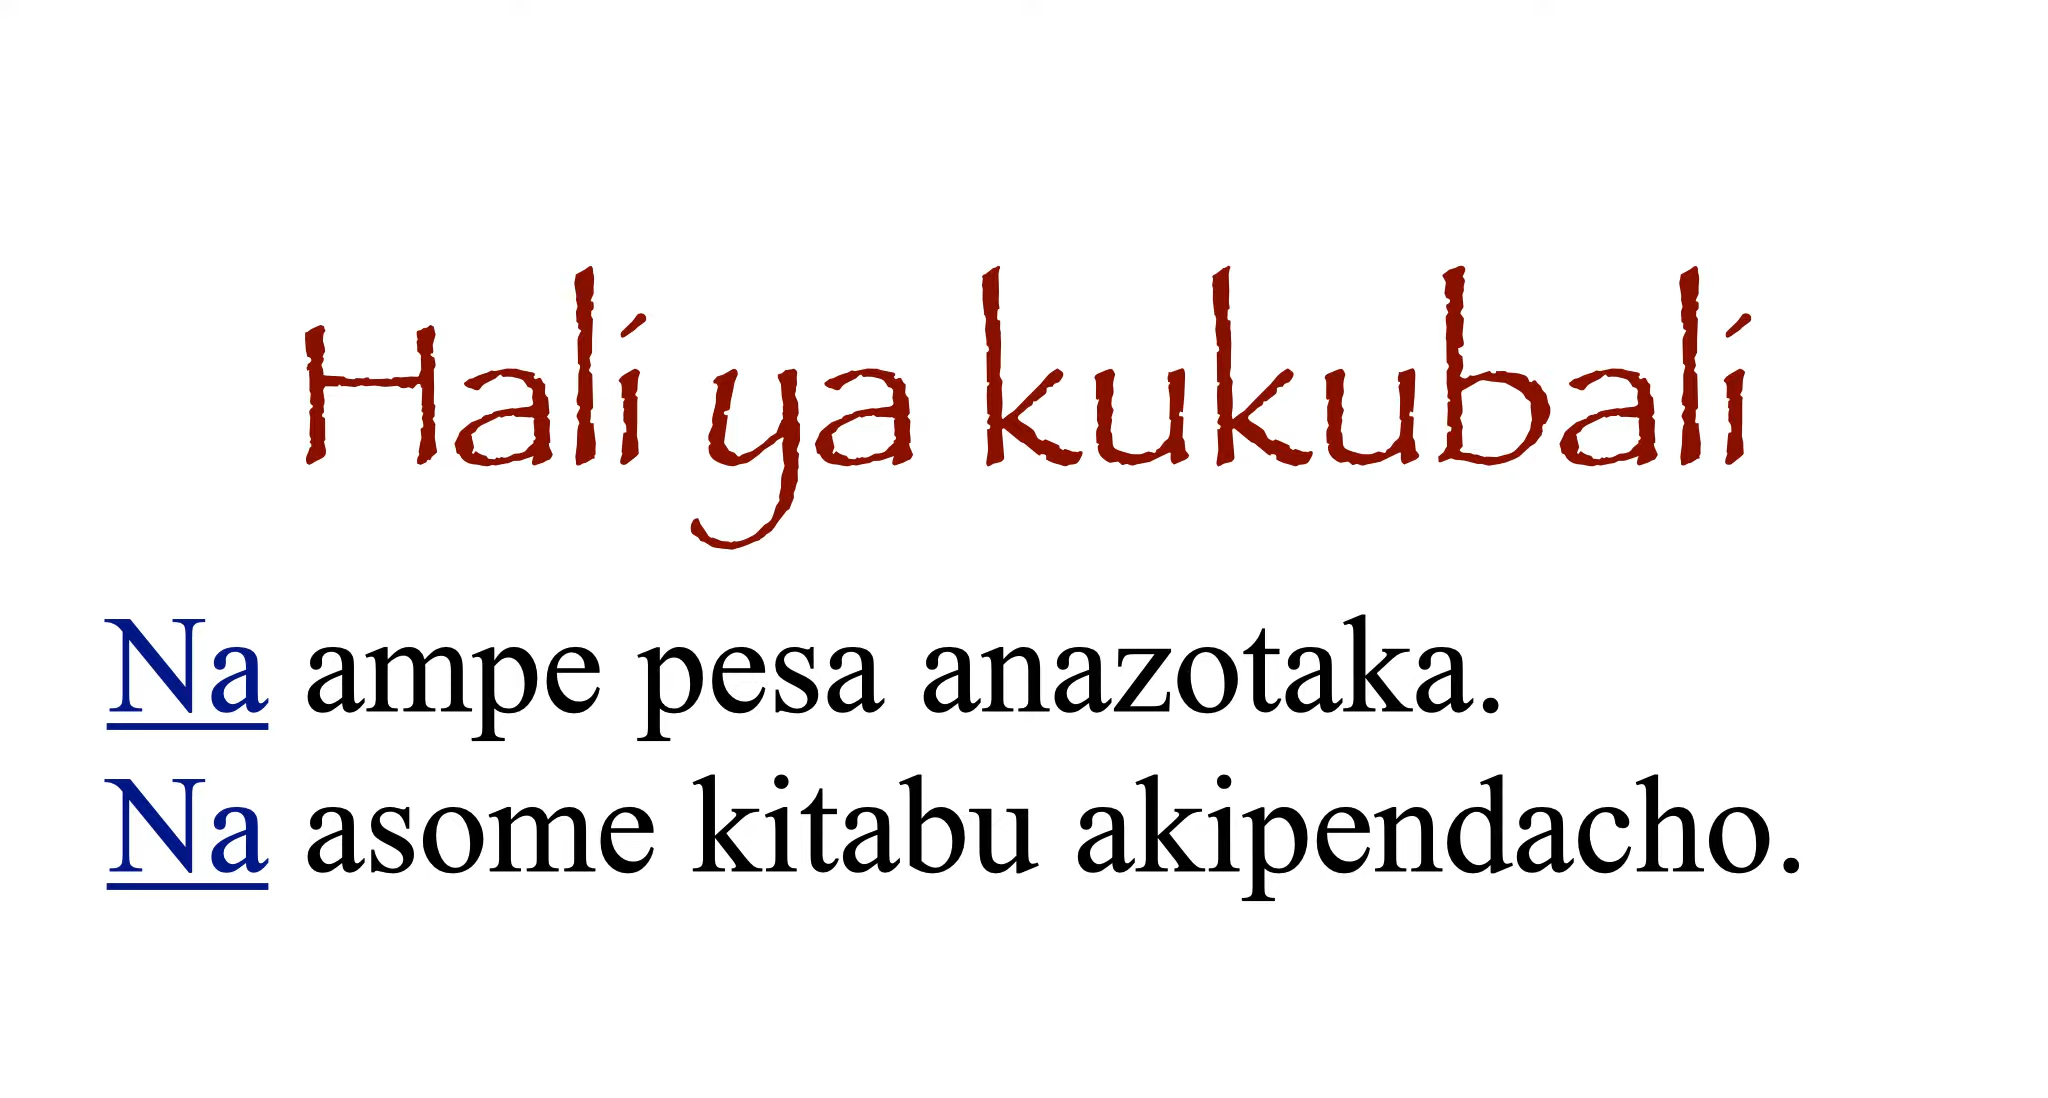 Hali ya kukubali
Na ampe pesa anazotaka.
Na asome kitabu akipendacho.